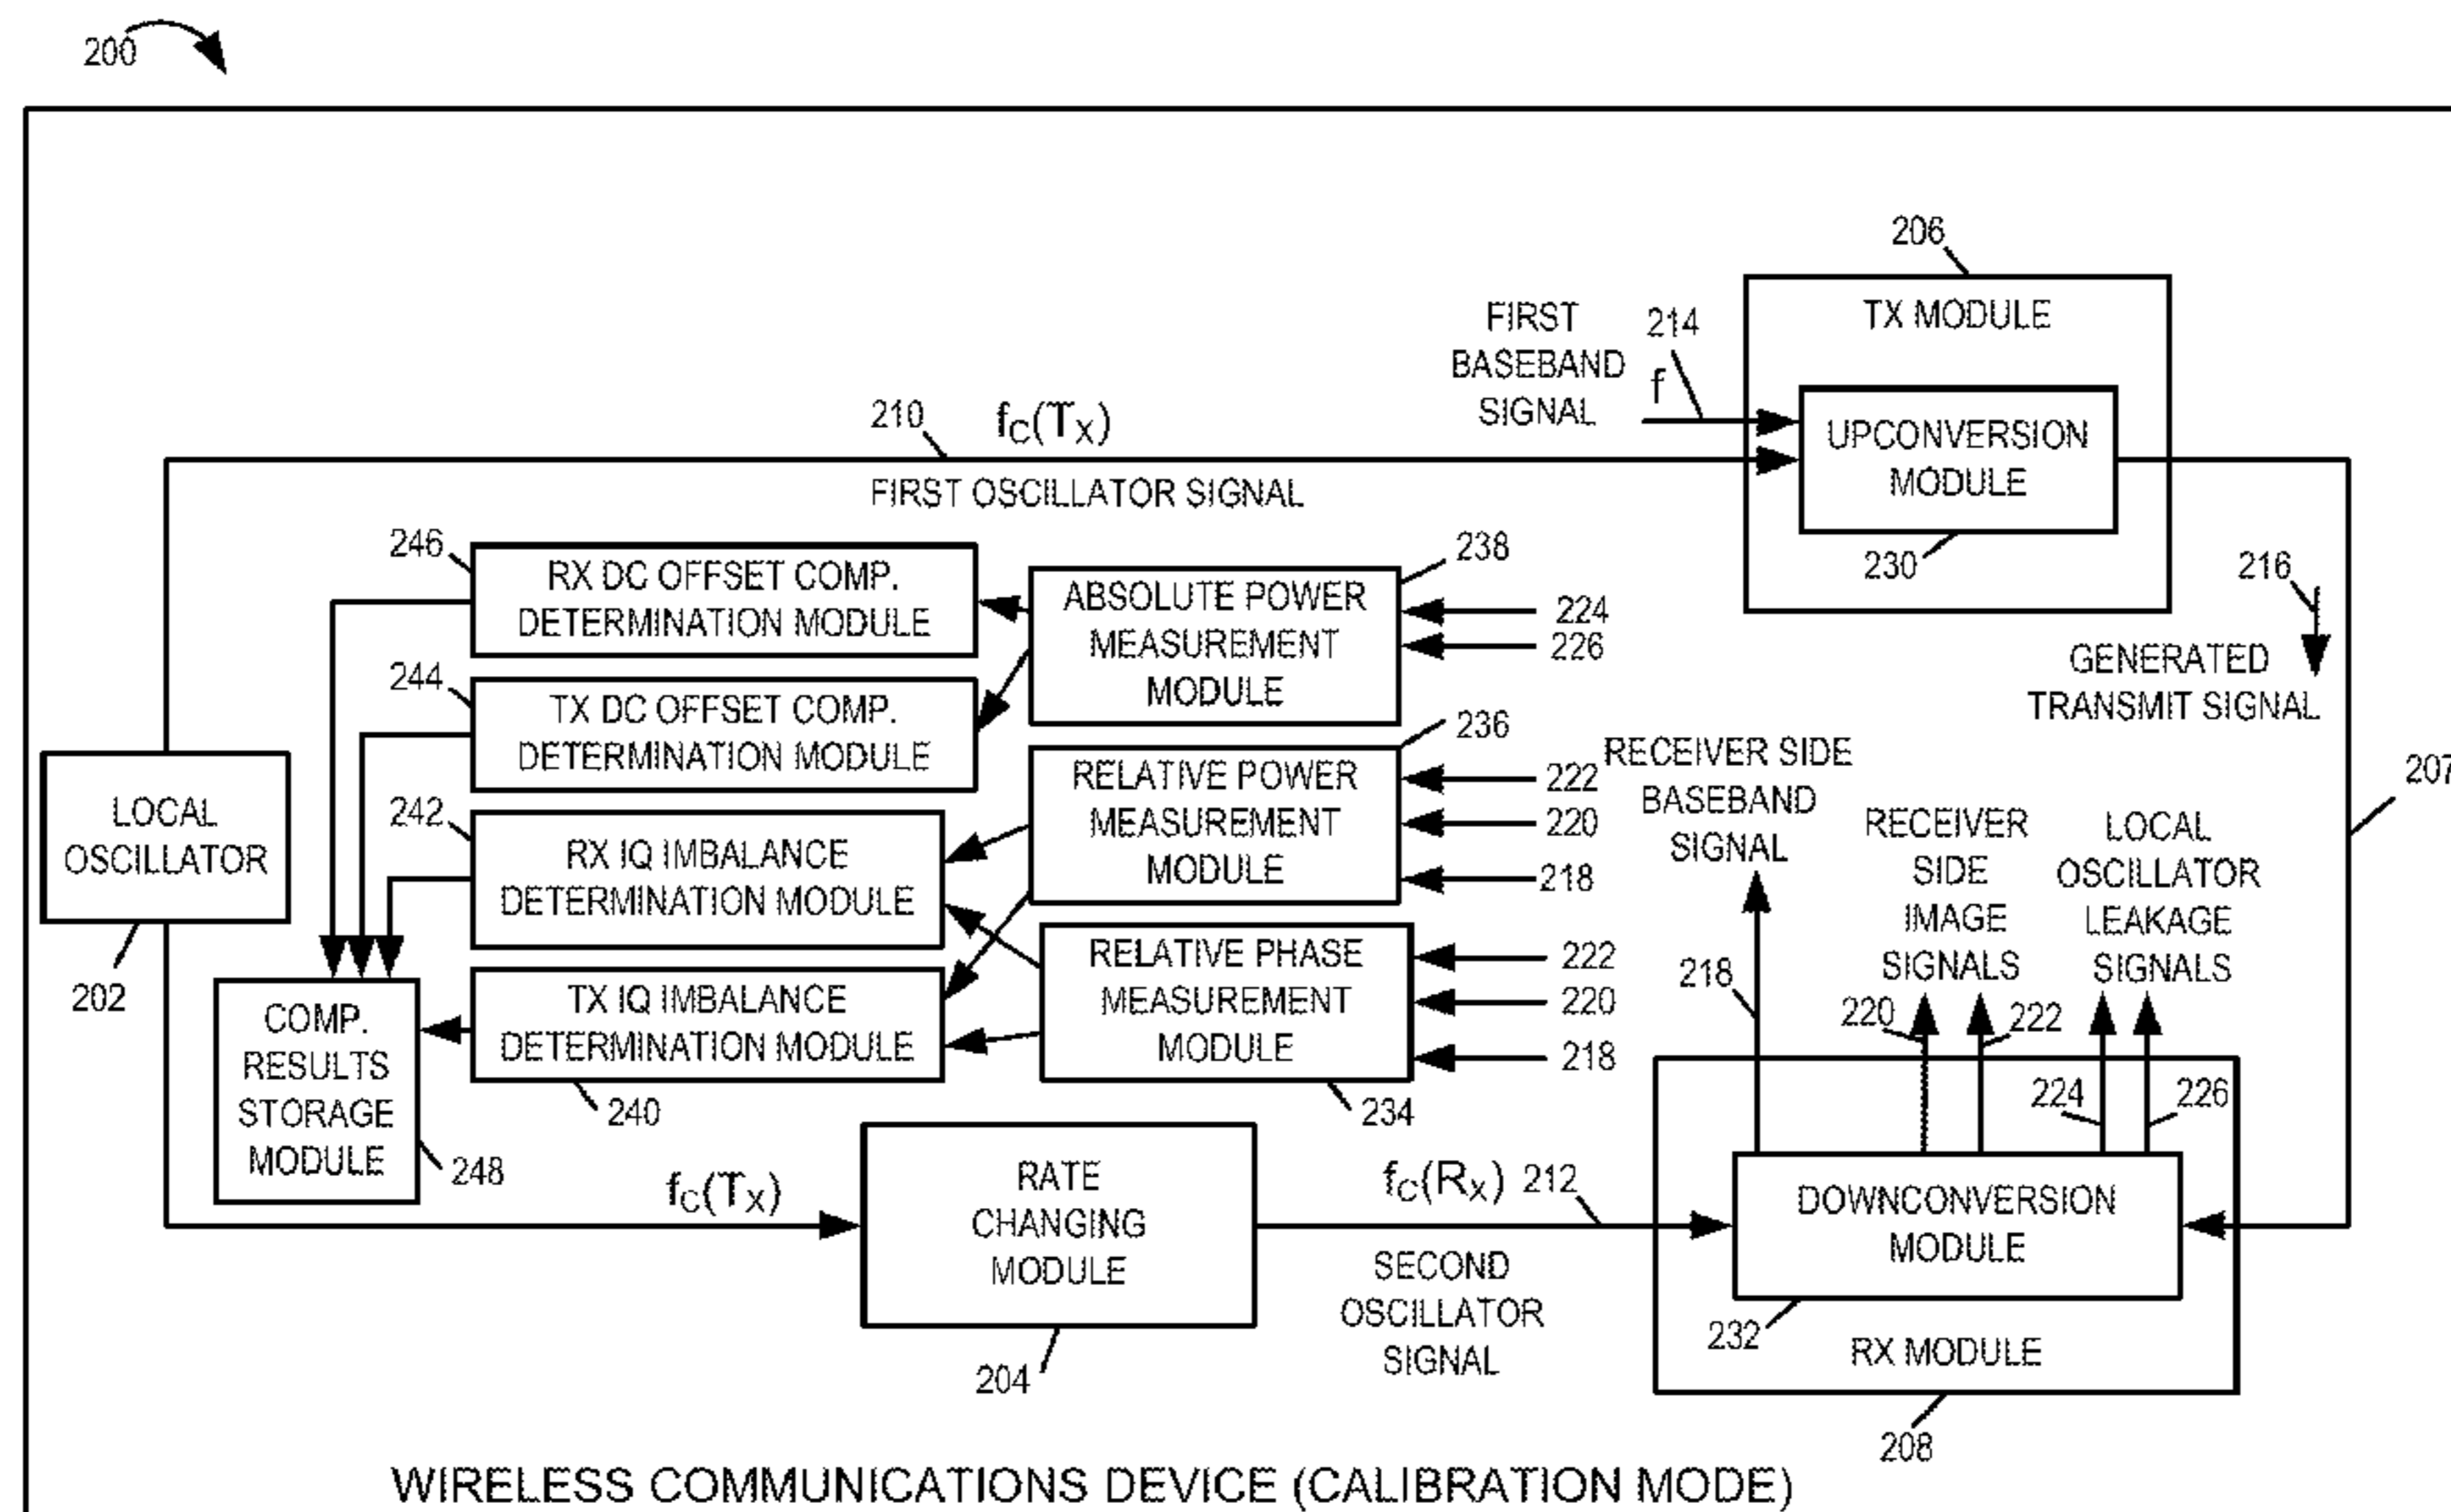 200
206
TX MODULE
FIRST
BASEBAND
SIGNAL
214
f
UPCONVERSION
MODULE
230
210
fC(TX)
FIRST OSCILLATOR SIGNAL
216
GENERATED
TRANSMIT SIGNAL
207
246
RX DC OFFSET COMP.
DETERMINATION MODULE
238
ABSOLUTE POWER
MEASUREMENT
MODULE
224
226
244
TX DC OFFSET COMP.
DETERMINATION MODULE
236
RELATIVE POWER
MEASUREMENT
MODULE
222
220
218
LOCAL
OSCILLATOR
202
242
RX IQ IMBALANCE
DETERMINATION MODULE
RELATIVE PHASE
MEASUREMENT
MODULE
222
220
218
234
TX IQ IMBALANCE
DETERMINATION MODULE
240
COMP.
RESULTS
STORAGE
MODULE
248
RECEIVER SIDE
BASEBAND
SIGNAL
218
RECEIVER
SIDE
IMAGE
SIGNALS
220
222
LOCAL
OSCILLATOR
LEAKAGE
SIGNALS
224
226
fC(TX)
RATE
CHANGING
MODULE
204
fC(RX)
212
SECOND
OSCILLATOR
SIGNAL
DOWNCONVERSION
MODULE
232
RX MODULE
208
WIRELESS COMMUNICATIONS DEVICE (CALIBRATION MODE)